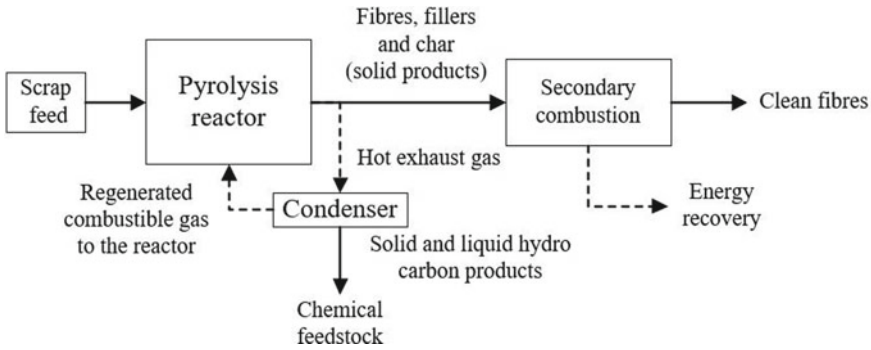 Fibres, fillers
and char
(solid products)
Scrap
feed
Pyrolysis
reactor
Secondary
combustion
Clean fibres
Hot exhaust gas
Regenerated
combustible gas
to the reactor
Condenser
Energy
recovery
Solid and liquid hydro
carbon products
Chemical
feedstock